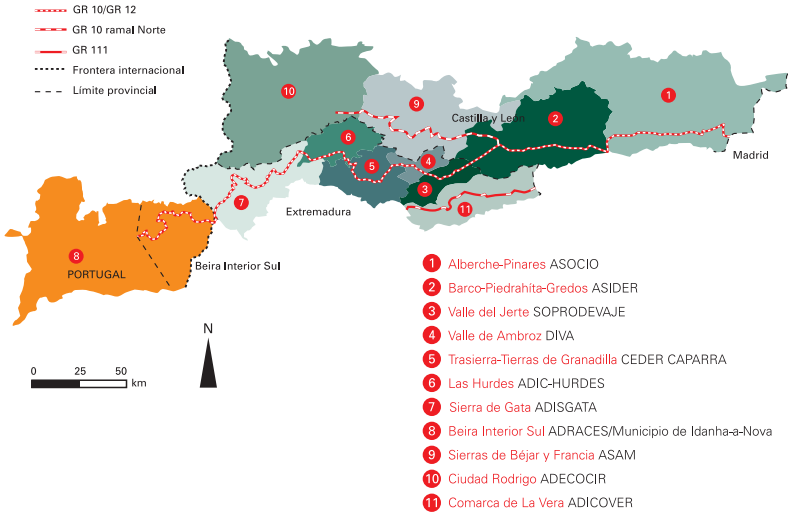 GR 10/GR 12
GR 10 ramal Norte
GR 111
Frontera internacional
Límite provincial
10
9
1
Castilla y León
2
6
Madrid
5
4
3
7
Extremadura
11
8
Beira Interior Sul
PORTUGAL
N
0 25 50
km
1 Alberche-Pinares ASOCIO
2 Barco-Piedrahita-Gredos ASIDER
3 Valle del Jerte SOPRODEVAJE
4 Valle de Ambroz DIVA
5 Trasierra-Tierras de Granadilla CEDER CAPARRA
6 Las Hurdes ADIC-HURDES
7 Sierra de Gata ADISGATA
8 Beira Interior Sul ADRACES/Municipio de Idanha-a-Nova
9 Sierras de Béjar y Francia ASAM
10 Ciudad Rodrigo ADECOCIR
11 Comarca de La Vera ADICOVER